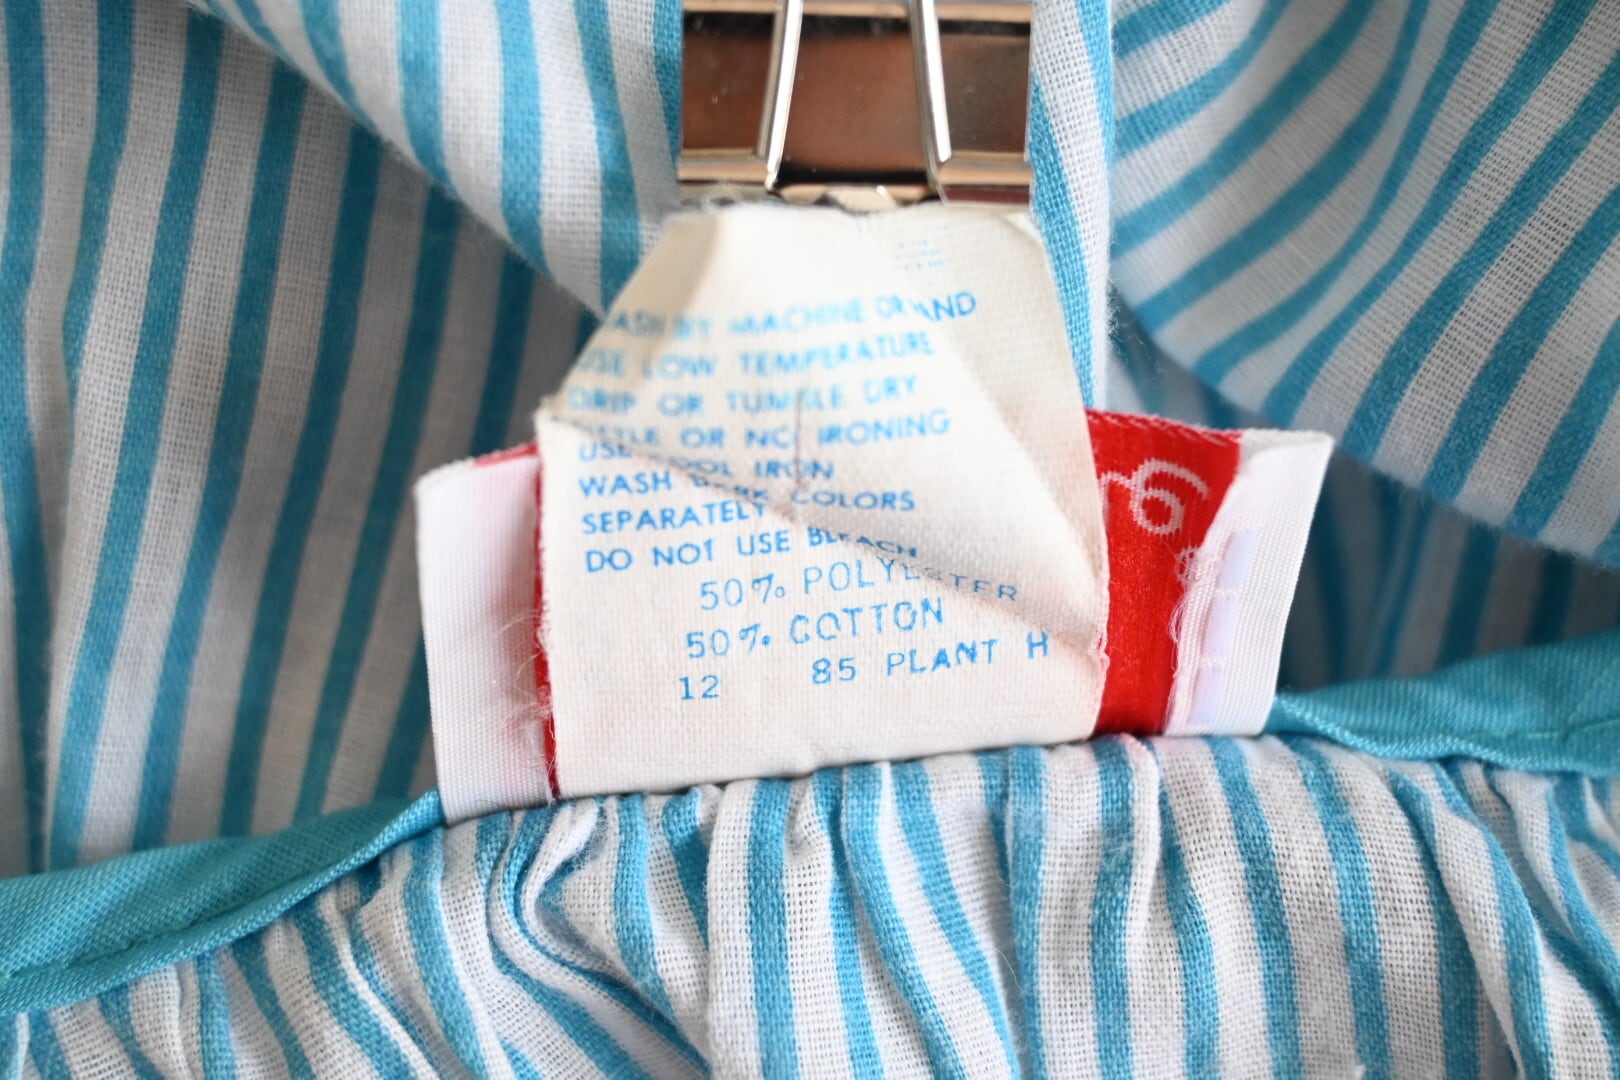 WASH BY MACHINE OR HAND
USE LOW TEMPERATURE
DRIP OR TUMBLE DRY
LITTLE OR NO IRONING
USE COOL IRON
WASH DARK COLORS
SEPARATELY
DO NOT USE BLEACH
50% POLYESTER
50% COTTON
12 85 PLANT H